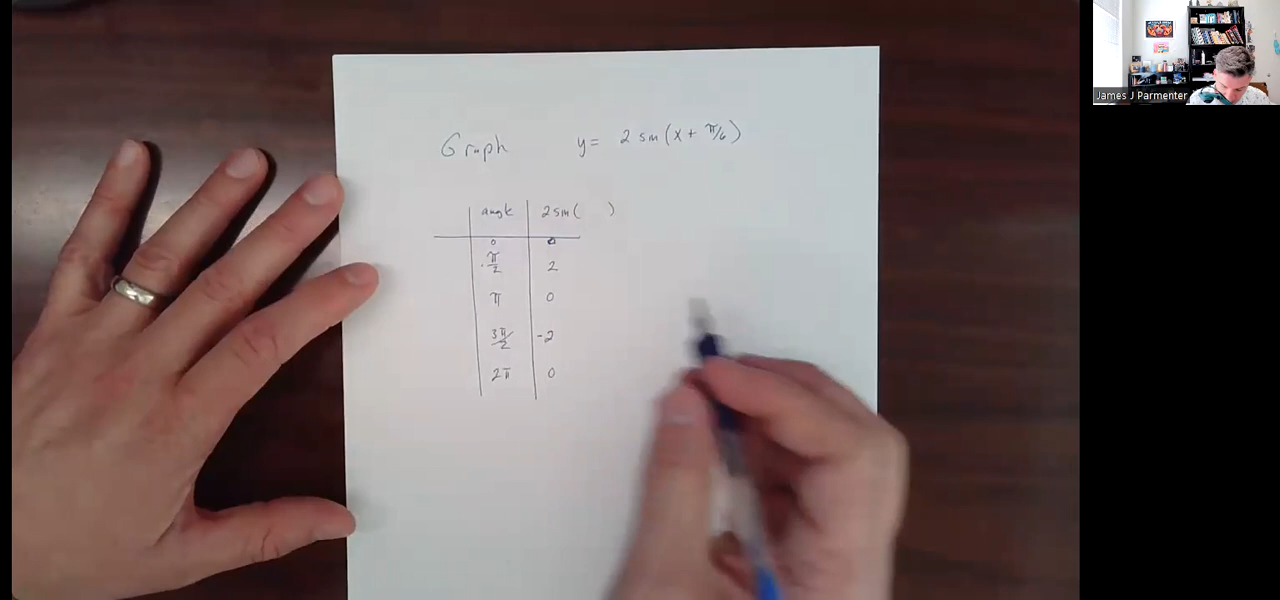 Graph y = 2 sin(x + π/6)
angle 2 sin( )
0 0
π/2 2
π 0
3π/2 -2
2π 0
James J Parmenter